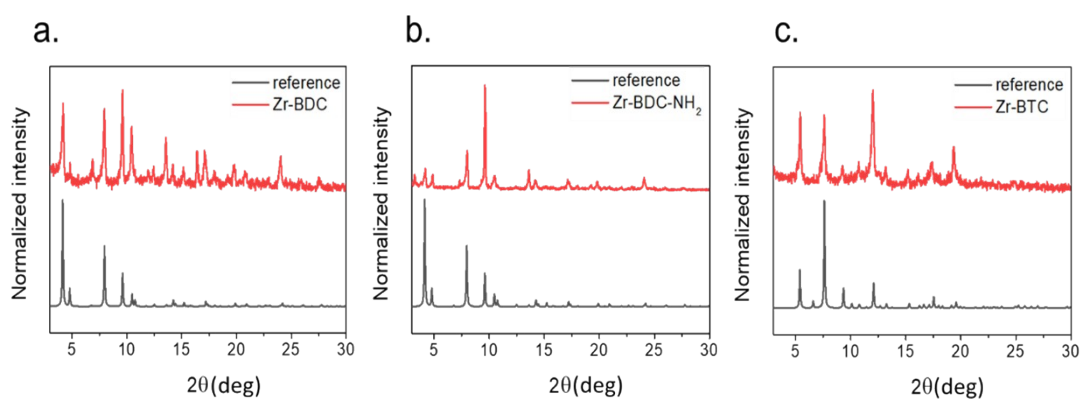 a.
reference
Zr-BDC
Normalized intensity
5 10 15 20 25 30
2θ(deg)
b.
reference
Zr-BDC-NH₂
Normalized intensity
5 10 15 20 25 30
2θ(deg)
c.
reference
Zr-BTC
Normalized intensity
5 10 15 20 25 30
2θ(deg)